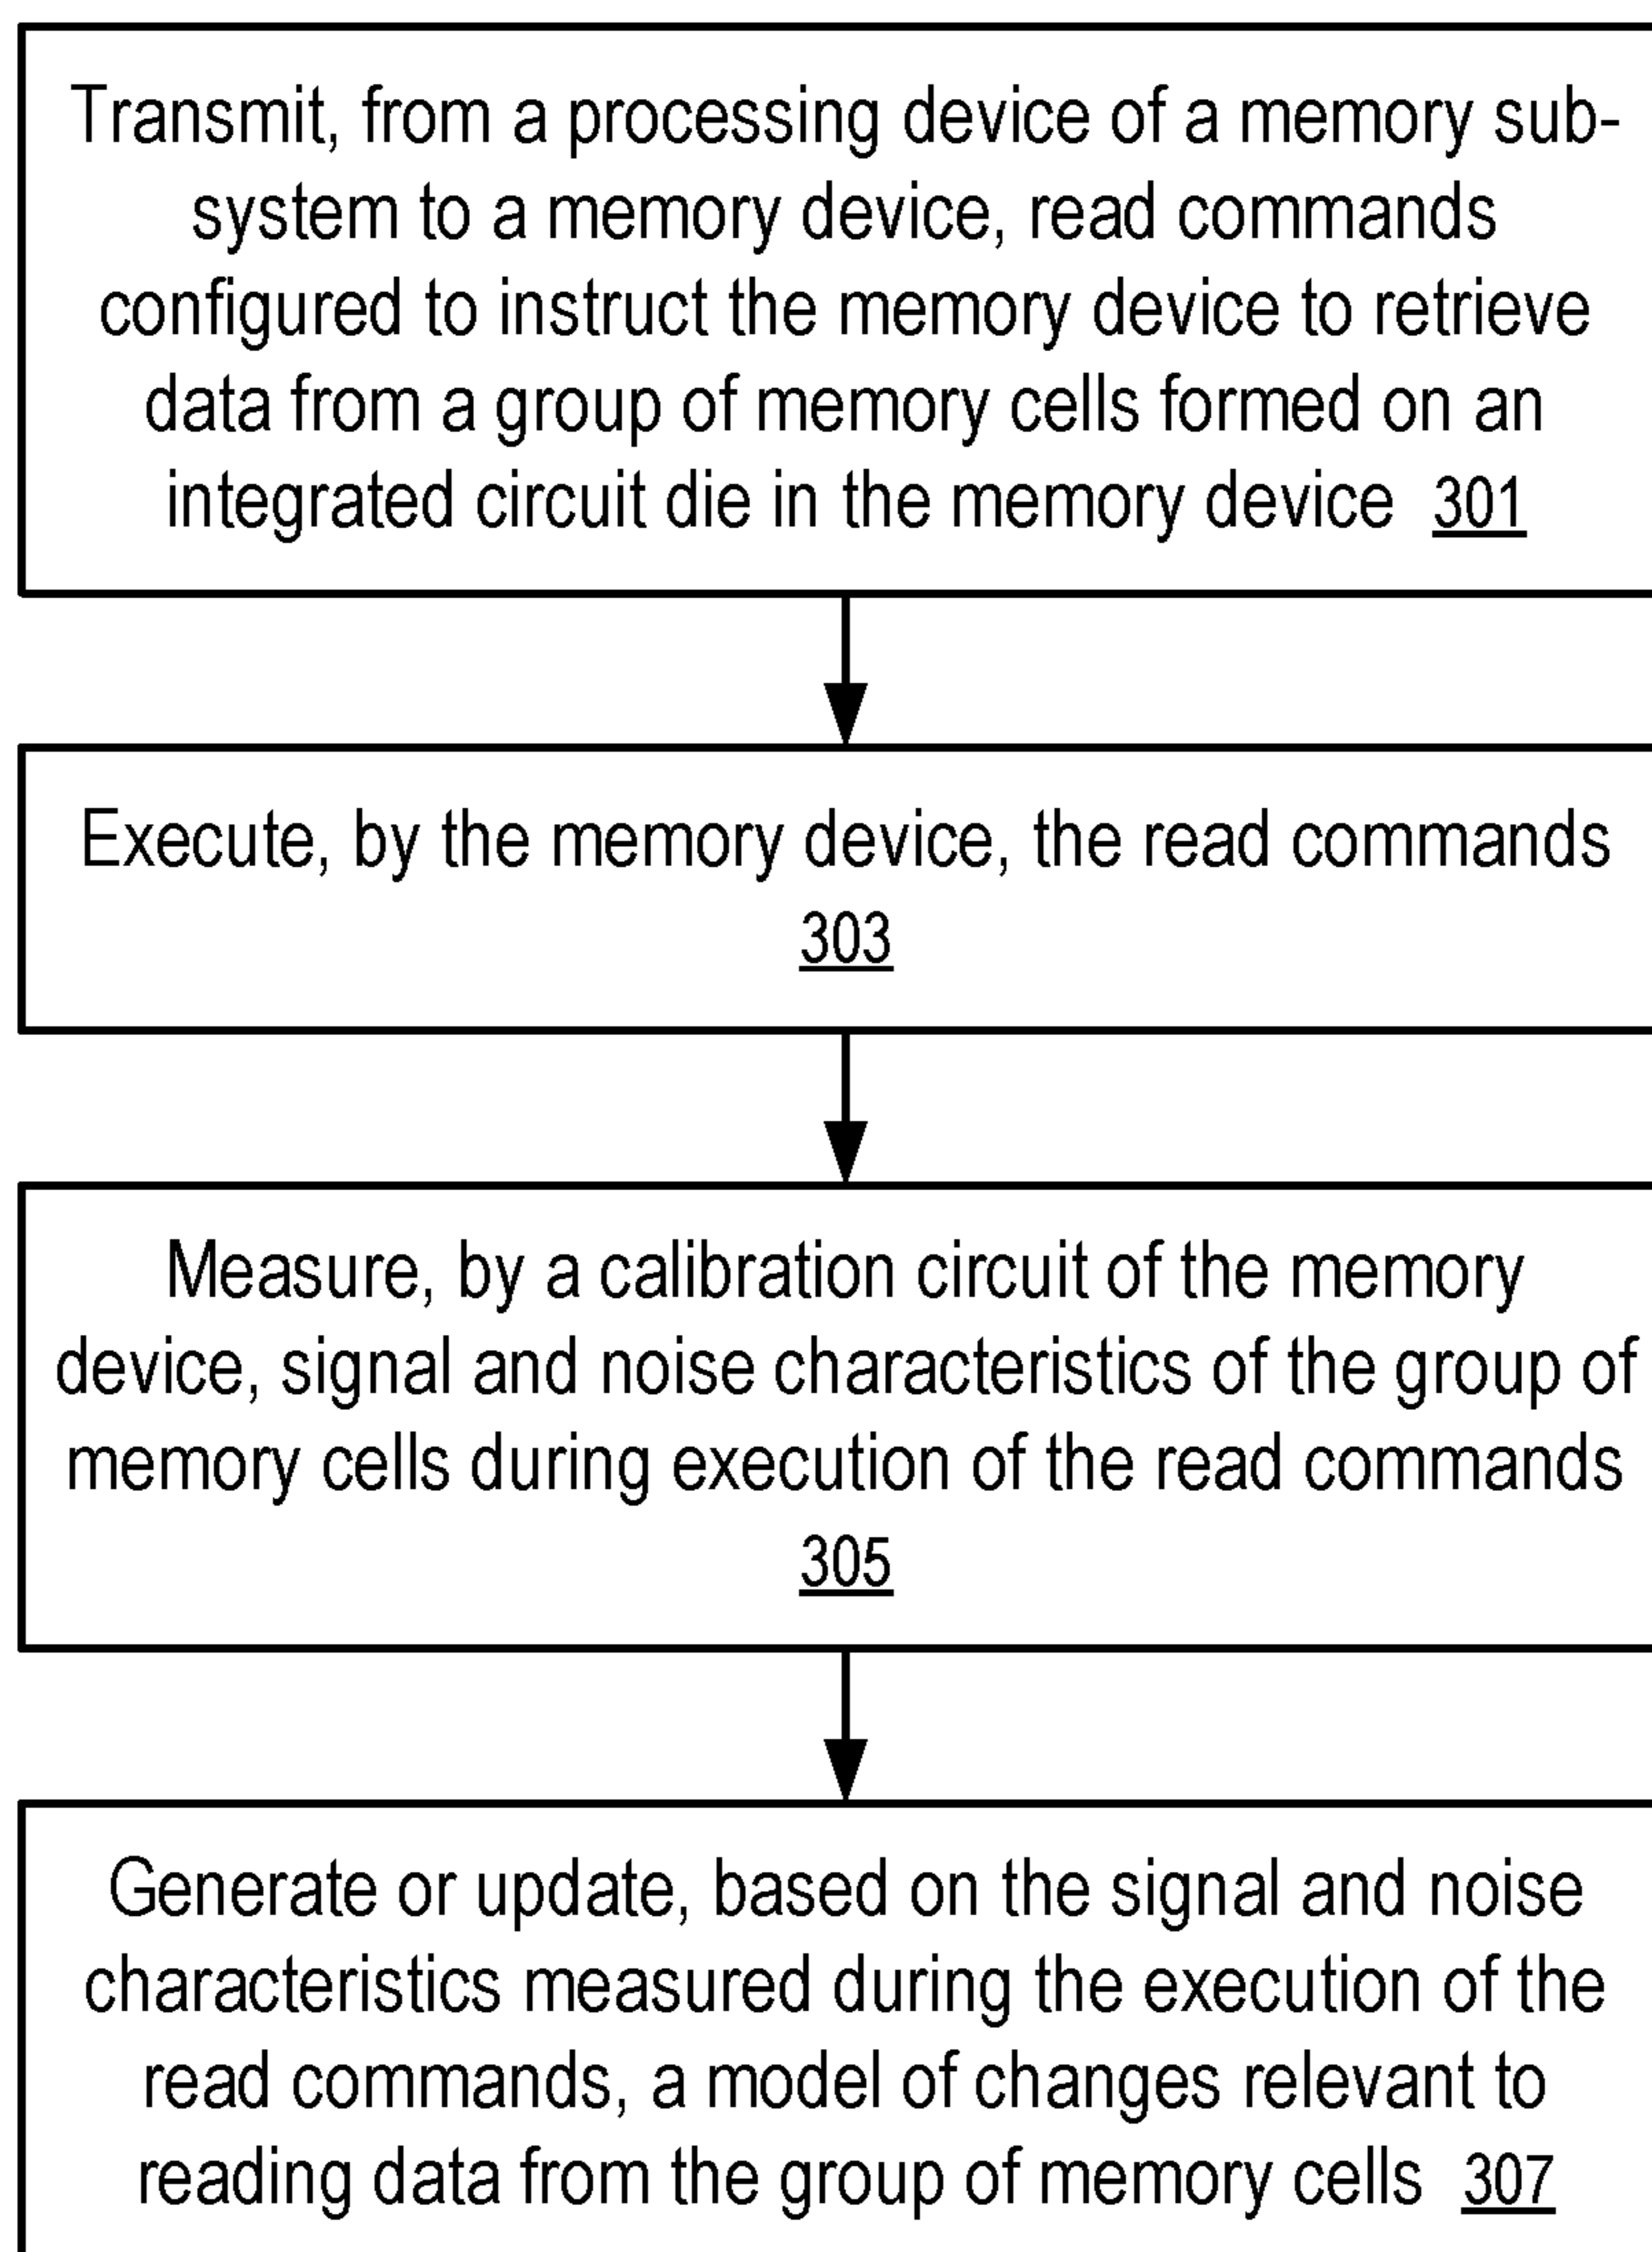 Transmit, from a processing device of a memory sub-
system to a memory device, read commands
configured to instruct the memory device to retrieve
data from a group of memory cells formed on an
integrated circuit die in the memory device 301
Execute, by the memory device, the read commands
303
Measure, by a calibration circuit of the memory
device, signal and noise characteristics of the group of
memory cells during execution of the read commands
305
Generate or update, based on the signal and noise
characteristics measured during the execution of the
read commands, a model of changes relevant to
reading data from the group of memory cells 307